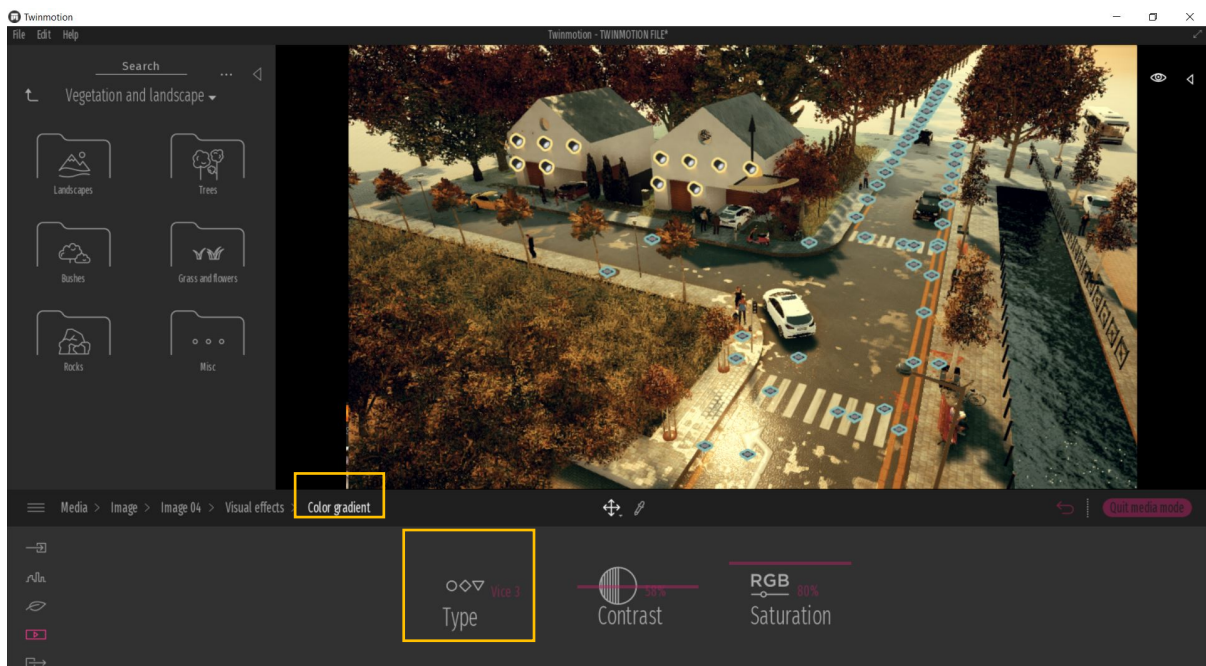 Twinmotion
File Edit Help
Twinmotion - TWINMOTION FILE*
Search
...
Vegetation and landscape
Landscapes
Trees
Bushes
Grass and flowers
Rocks
Misc
Media > Image > Image 04 > Visual effects > Color gradient
Quit media mode
Vice 3
Type
58%
Contrast
RGB
80%
Saturation